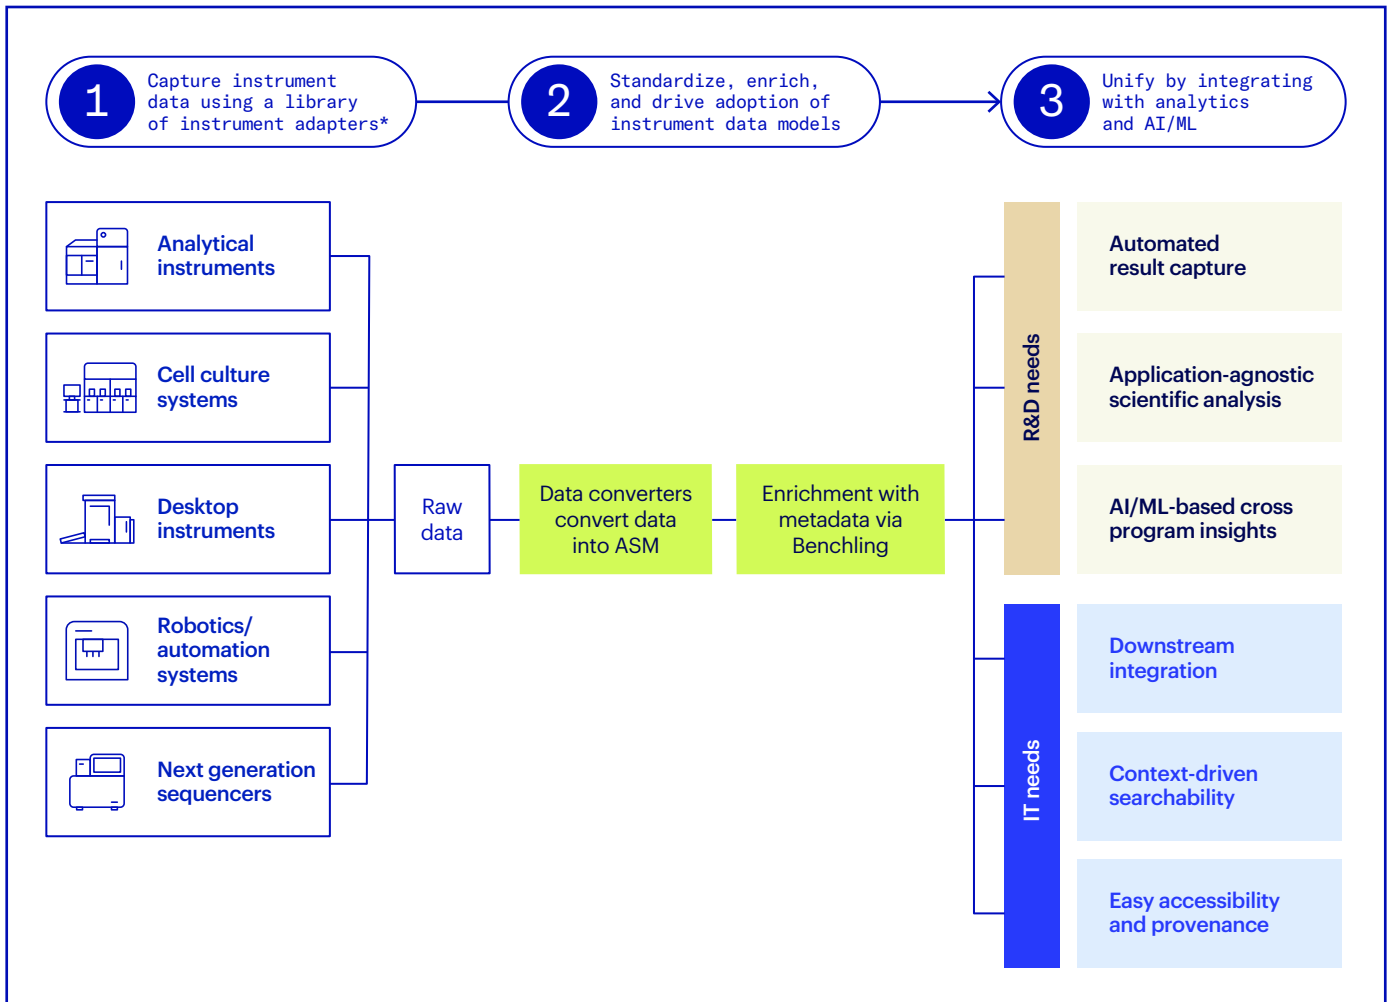 1
Capture instrument
data using a library
of instrument adapters*
2
Standardize, enrich,
and drive adoption of
instrument data models
3
Unify by integrating
with analytics
and AI/ML
Analytical
instruments
Cell culture
systems
Desktop
instruments
Robotics/
automation
systems
Next generation
sequencers
Raw
data
Data converters
convert data
into ASM
Enrichment with
metadata via
Benchling
R&D needs
Automated
result capture
Application-agnostic
scientific analysis
AI/ML-based cross
program insights
IT needs
Downstream
integration
Context-driven
searchability
Easy accessibility
and provenance